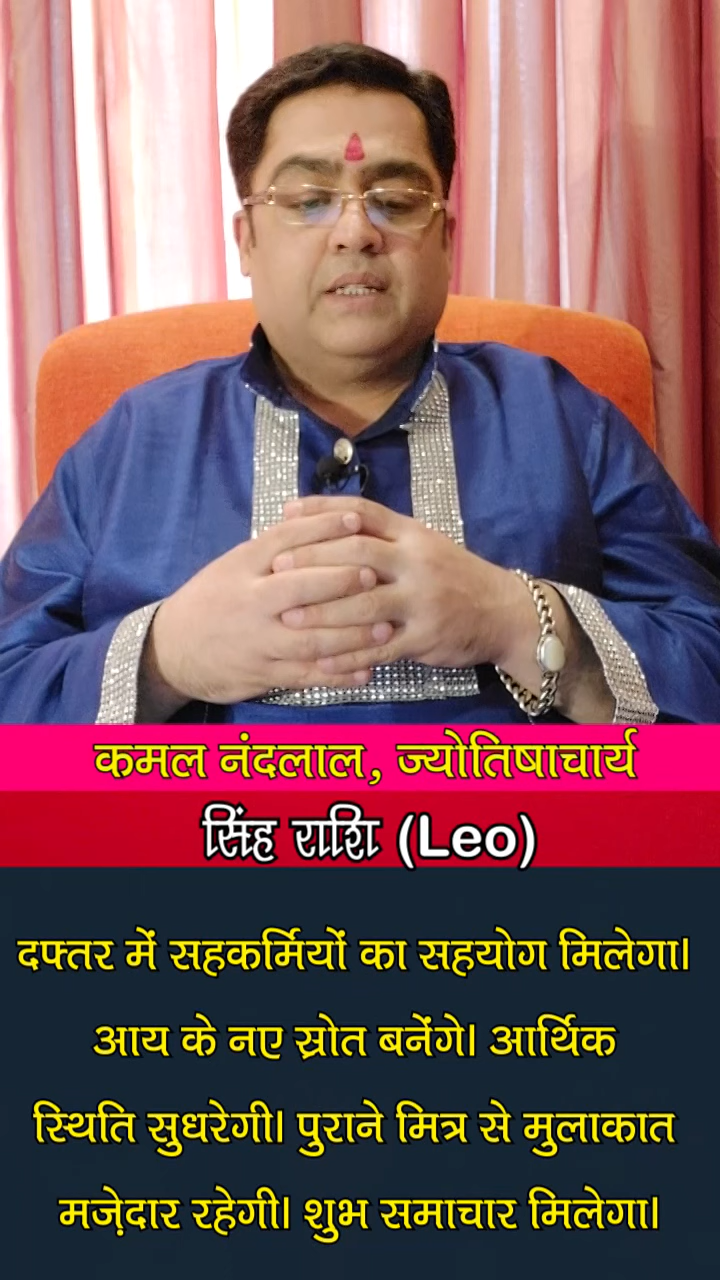 कमल नंदलाल, ज्योतिषाचार्य
सिंह राशि (Leo)
दफ्तर में सहकर्मियों का सहयोग मिलेगा।
आय के नए स्रोत बनेंगे। आर्थिक
स्थिति सुधरेगी। पुराने मित्र से मुलाकात
मज़ेदार रहेगी। शुभ समाचार मिलेगा।